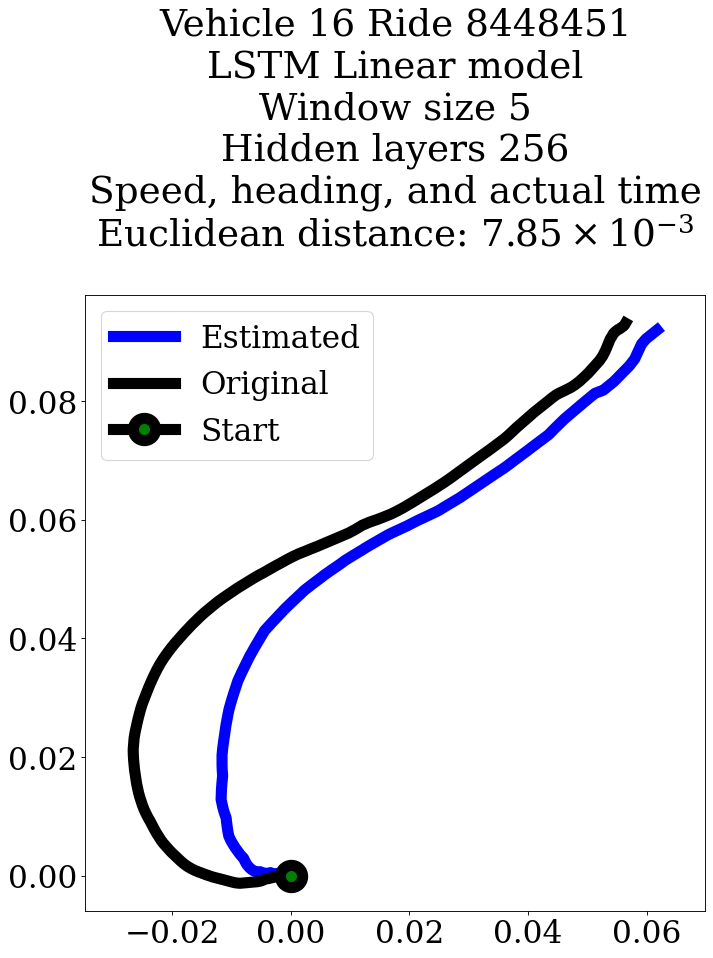 Vehicle 16 Ride 8448451
LSTM Linear model
Window size 5
Hidden layers 256
Speed, heading, and actual time
Euclidean distance: 7.85 × 10⁻³
Estimated
Original
Start
0.08
0.06
0.04
0.02
0.00
−0.02 0.00 0.02 0.04 0.06